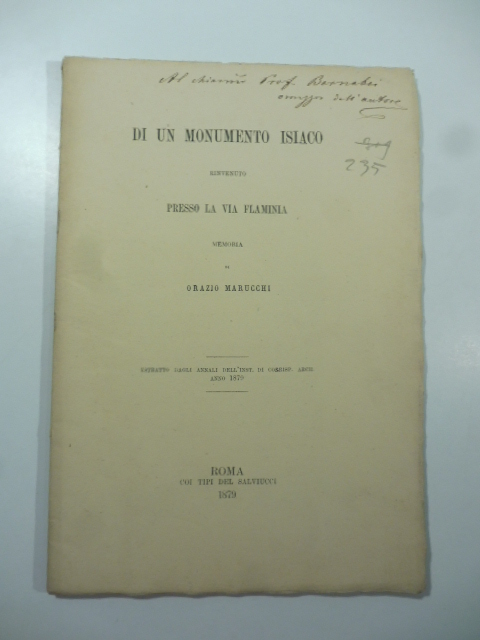 Al chiarmo Prof. Bernabei
omaggio dell'autore
DI UN MONUMENTO ISIACO
235
RINVENUTO
PRESSO LA VIA FLAMINIA
MEMORIA
DI
ORAZIO MARUCCHI
ESTRATTO DAGLI ANNALI DELL'INST. DI CORRISP. ARCH.
ANNO 1879
ROMA
COI TIPI DEL SALVIUCCI
1879